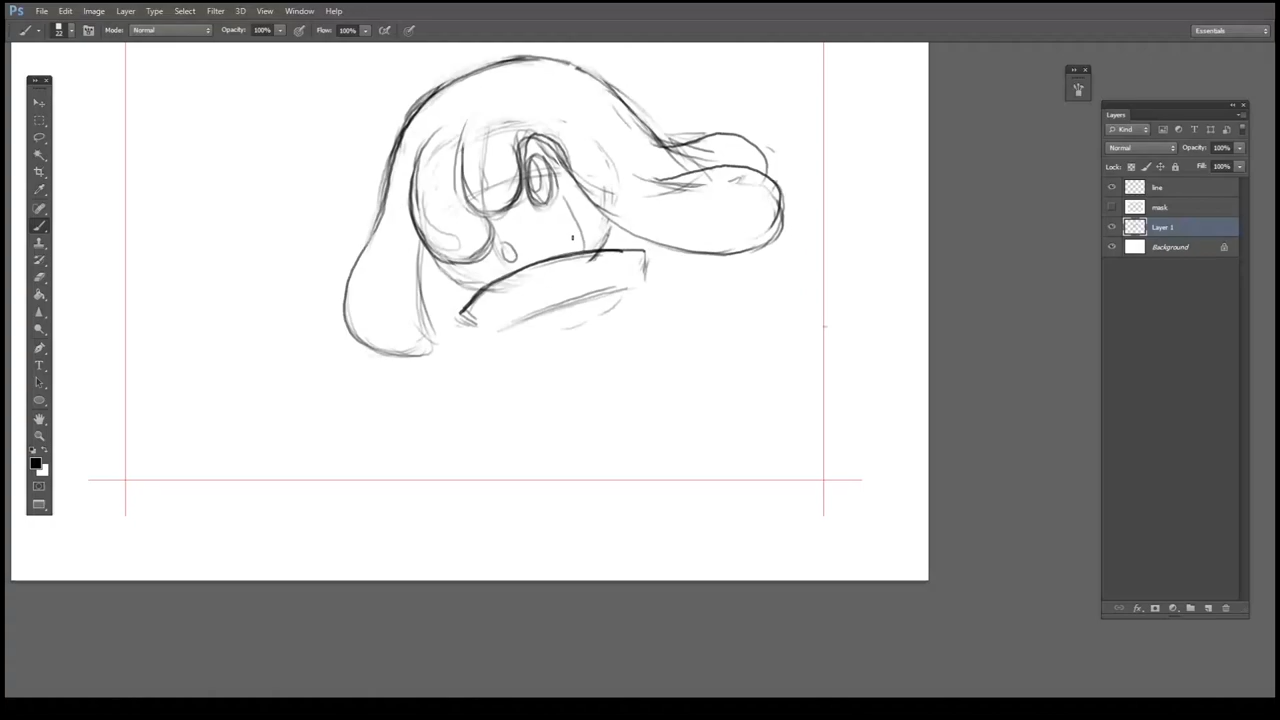 Ps File Edit Image Layer Type Select Filter 3D View Window Help
22 Mode: Normal Opacity: 100% Flow: 100% Essentials
Layers
Kind
Normal Opacity: 100%
Lock: Fill: 100%
line
mask
Layer 1
Background